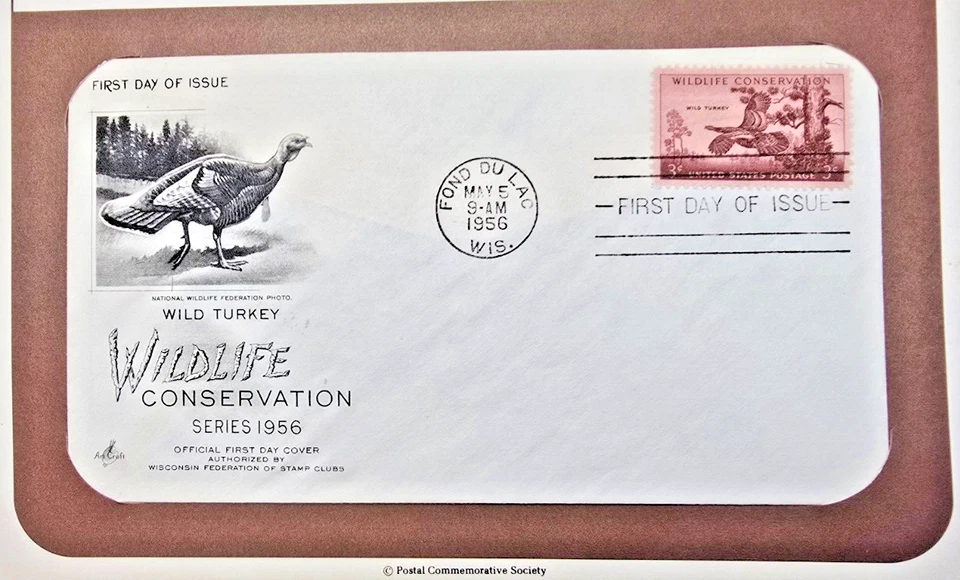 FIRST DAY OF ISSUE
WILDLIFE CONSERVATION
WILD TURKEY
3¢ UNITED STATES POSTAGE 3¢
FOND DU LAC
MAY 5
9-AM
1956
WIS.
FIRST DAY OF ISSUE
NATIONAL WILDLIFE FEDERATION PHOTO.
WILD TURKEY
WILDLIFE
CONSERVATION
SERIES 1956
OFFICIAL FIRST DAY COVER
AUTHORIZED BY
WISCONSIN FEDERATION OF STAMP CLUBS
ArtCraft
© Postal Commemorative Society